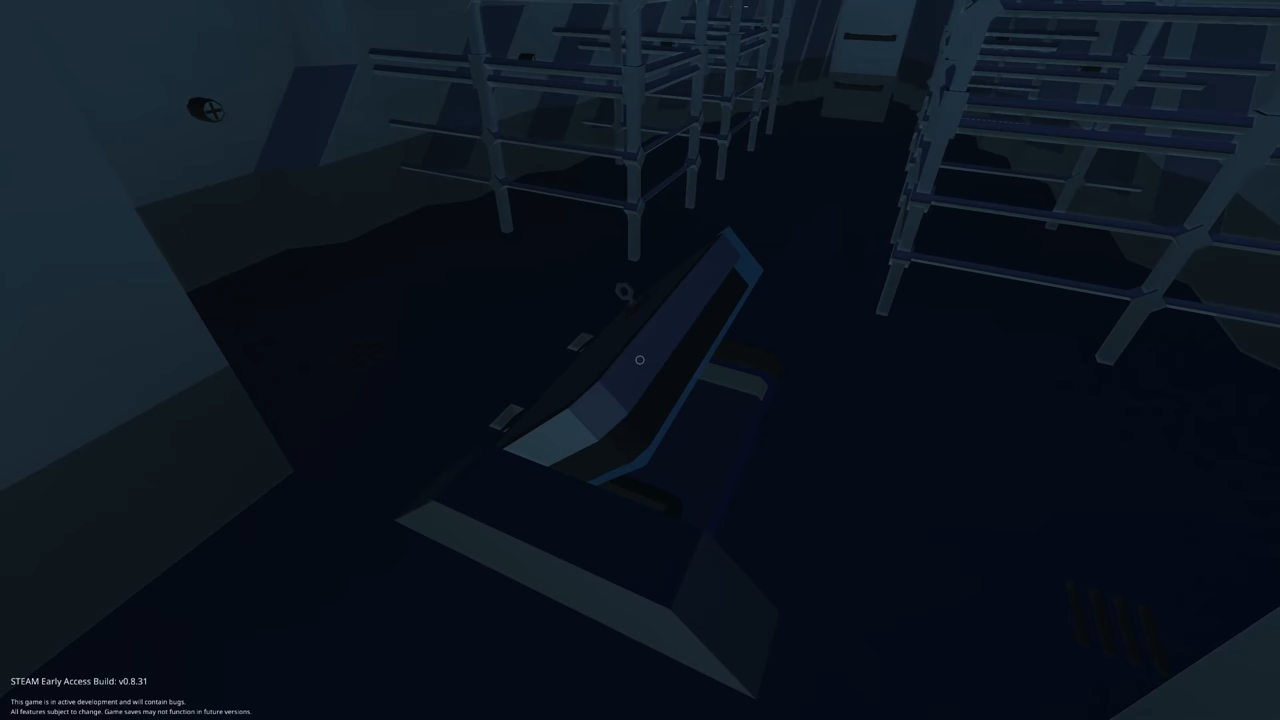 STEAM Early Access Build: v0.8.31
This game is in active development and will contain bugs.
All features subject to change. Game saves may not function in future versions.